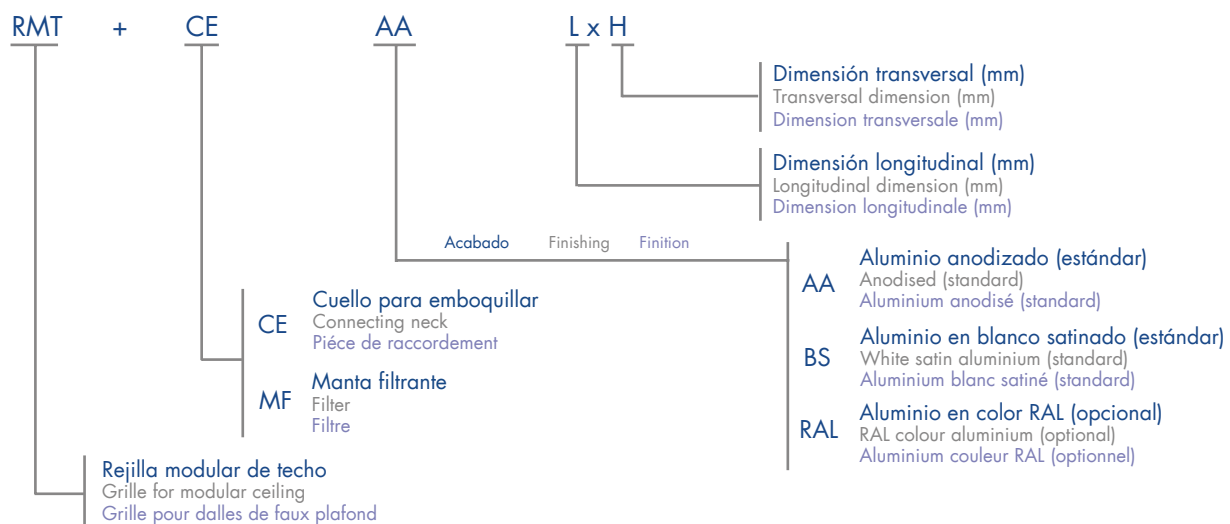 RMT + CE AA L x H
Dimensión transversal (mm)
Transversal dimension (mm)
Dimension transversale (mm)
Dimensión longitudinal (mm)
Longitudinal dimension (mm)
Dimension longitudinale (mm)
Acabado Finishing Finition
AA
Aluminio anodizado (estándar)
Anodised (standard)
Aluminium anodisé (standard)
BS
Aluminio en blanco satinado (estándar)
White satin aluminium (standard)
Aluminium blanc satiné (standard)
RAL
Aluminio en color RAL (opcional)
RAL colour aluminium (optional)
Aluminium couleur RAL (optionnel)
CE
Cuello para emboquillar
Connecting neck
Piéce de raccordement
MF
Manta filtrante
Filter
Filtre
Rejilla modular de techo
Grille for modular ceiling
Grille pour dalles de faux plafond